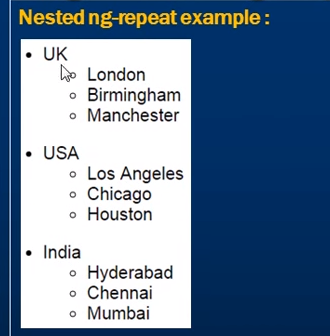 Nested ng-repeat example :
UK
London
Birmingham
Manchester
USA
Los Angeles
Chicago
Houston
India
Hyderabad
Chennai
Mumbai